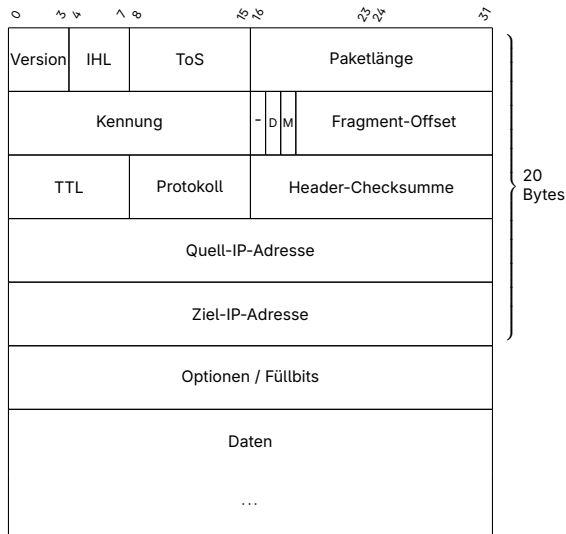 0 3 4 7 8 15 16 23 24 31
Version IHL ToS Paketlänge
Kennung - D M Fragment-Offset
TTL Protokoll Header-Checksumme
20
Bytes
Quell-IP-Adresse
Ziel-IP-Adresse
Optionen / Füllbits
Daten
...